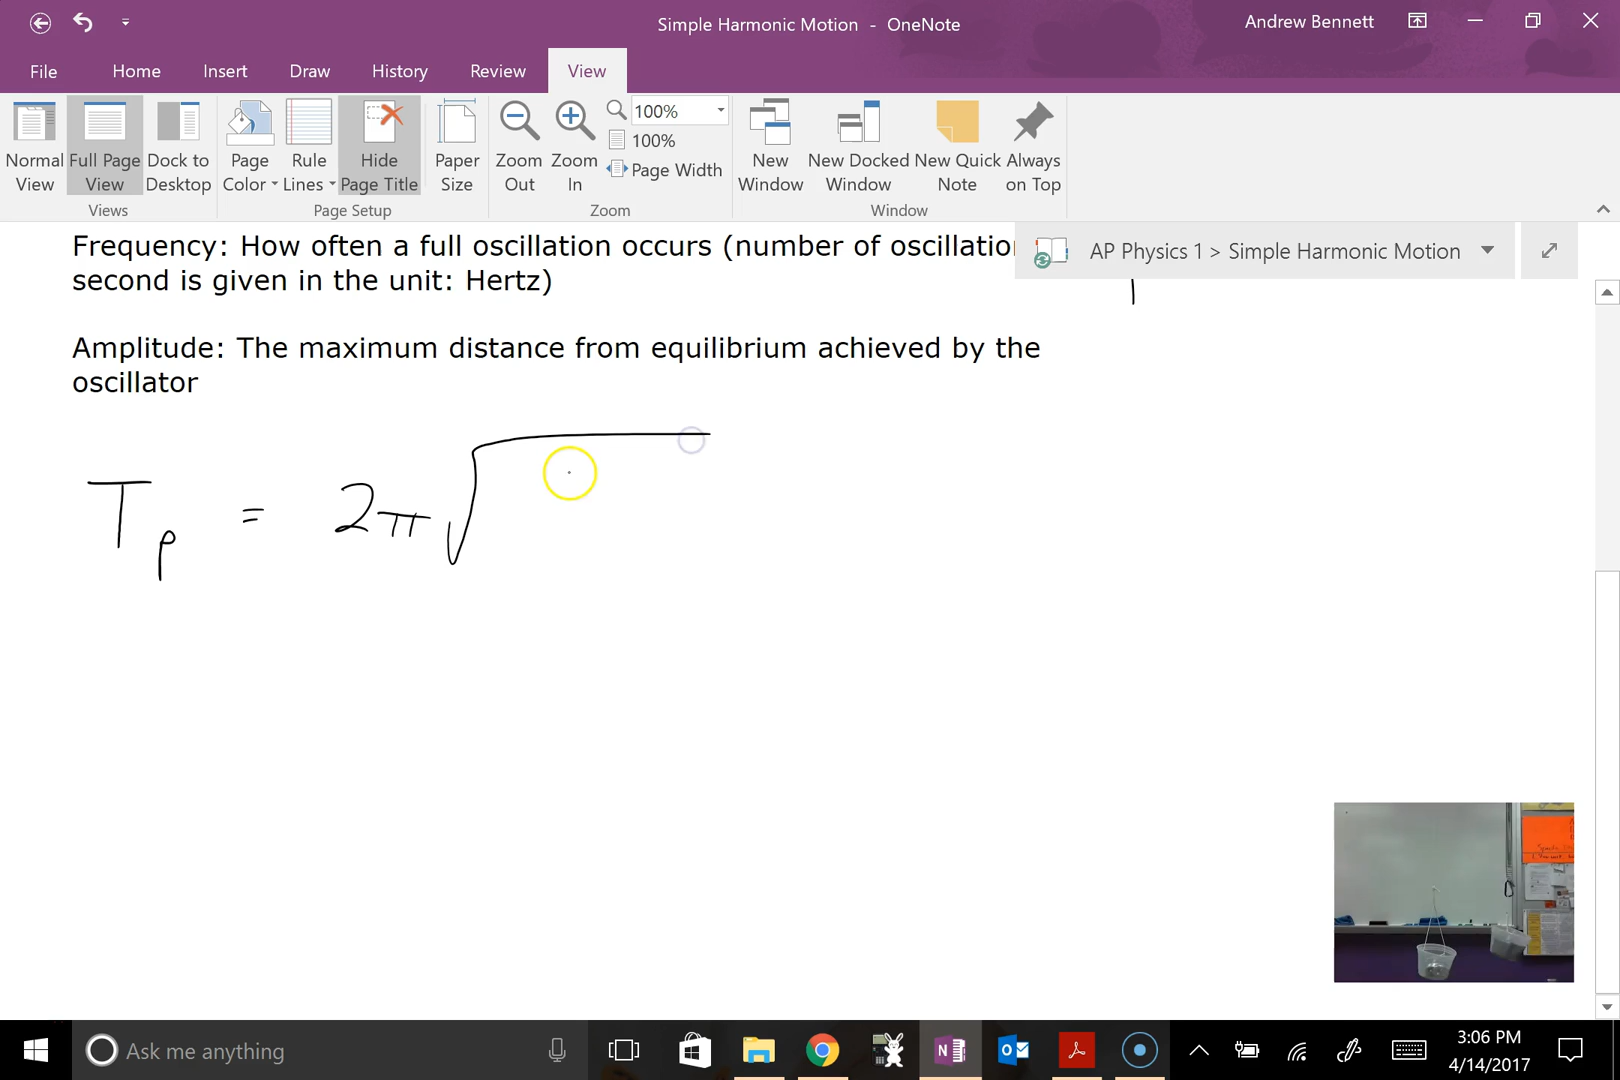 Simple Harmonic Motion - OneNote
Andrew Bennett
File Home Insert Draw History Review View
Normal View
Full Page View
Dock to Desktop
Views
Page Color
Rule Lines
Hide Page Title
Paper Size
Page Setup
Zoom Out
Zoom In
100%
100%
Page Width
Zoom
New Window
New Docked Window
New Quick Note
Always on Top
Window
AP Physics 1 > Simple Harmonic Motion
Frequency: How often a full oscillation occurs (number of oscillation
second is given in the unit: Hertz)
Amplitude: The maximum distance from equilibrium achieved by the
oscillator
Tp = 2π√
Ask me anything
3:06 PM
4/14/2017